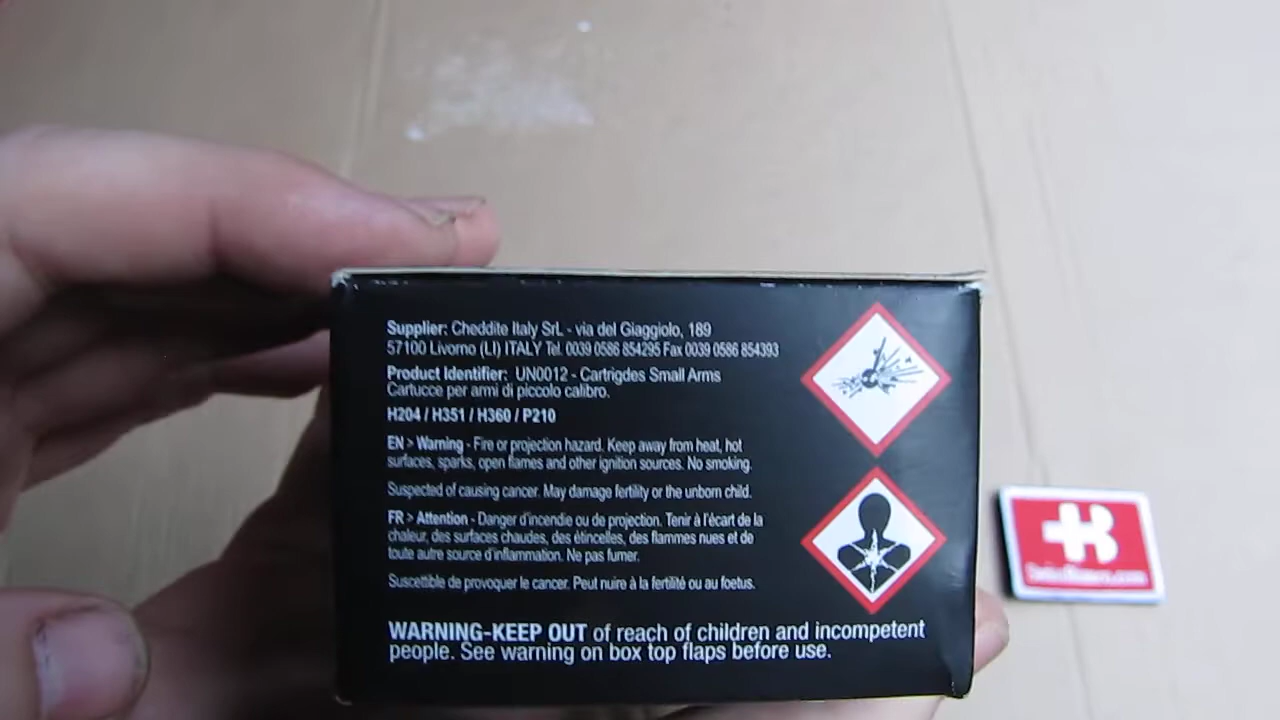 Supplier: Cheddite Italy SrL - via del Giaggiolo, 189
57100 Livorno (LI) ITALY Tel. 0039 0586 854295 Fax 0039 0586 854393
Product Identifier: UN0012 - Cartrigdes Small Arms
Cartucce per armi di piccolo calibro.
H204 / H351 / H360 / P210
EN > Warning - Fire or projection hazard. Keep away from heat, hot
surfaces, sparks, open flames and other ignition sources. No smoking.
Suspected of causing cancer. May damage fertility or the unborn child.
FR > Attention - Danger d'incendie ou de projection. Tenir à l'écart de la
chaleur, des surfaces chaudes, des étincelles, des flammes nues et de
toute autre source d'inflammation. Ne pas fumer.
Suscettible de provoquer le cancer. Peut nuire à la fertilité ou au foetus.
WARNING-KEEP OUT of reach of children and incompetent
people. See warning on box top flaps before use.